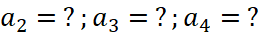 a₂ = ? ; a₃ = ? ; a₄ = ?